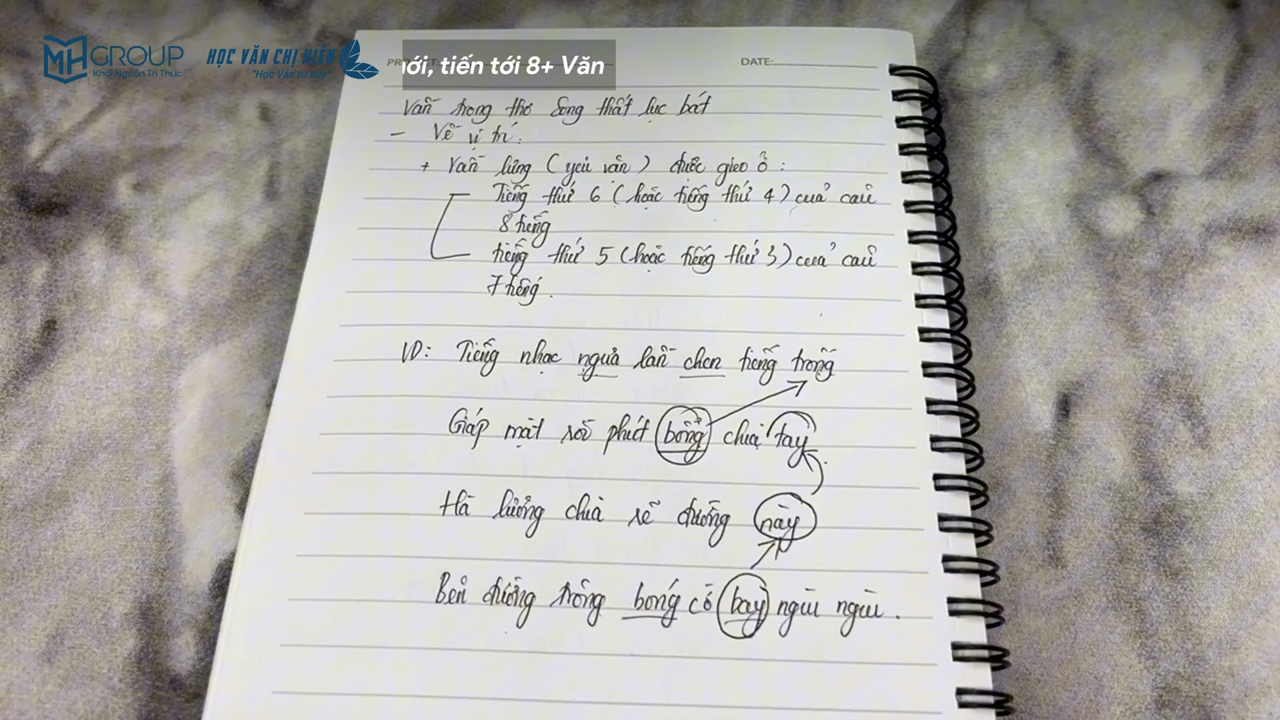 MH GROUP
Khơi Nguồn Tri Thức
HỌC VĂN CHỊ HIÊN
"Học Văn từ đây"
ới, tiến tới 8+ Văn
DATE:
Vần trong thơ song thất lục bát
- Về vị trí:
+ Vần lưng (yêu vần) được gieo ở:
Tiếng thứ 6 (hoặc tiếng thứ 4) của câu
8 tiếng
tiếng thứ 5 (hoặc tiếng thứ 3) của câu
7 tiếng.
VD: Tiếng nhạc ngựa lần chen tiếng trống
Giáp mặt rồi phút bỗng chia tay
Hà lương chia rẽ đường này
Bên đường trông bóng cờ bay ngùi ngùi.